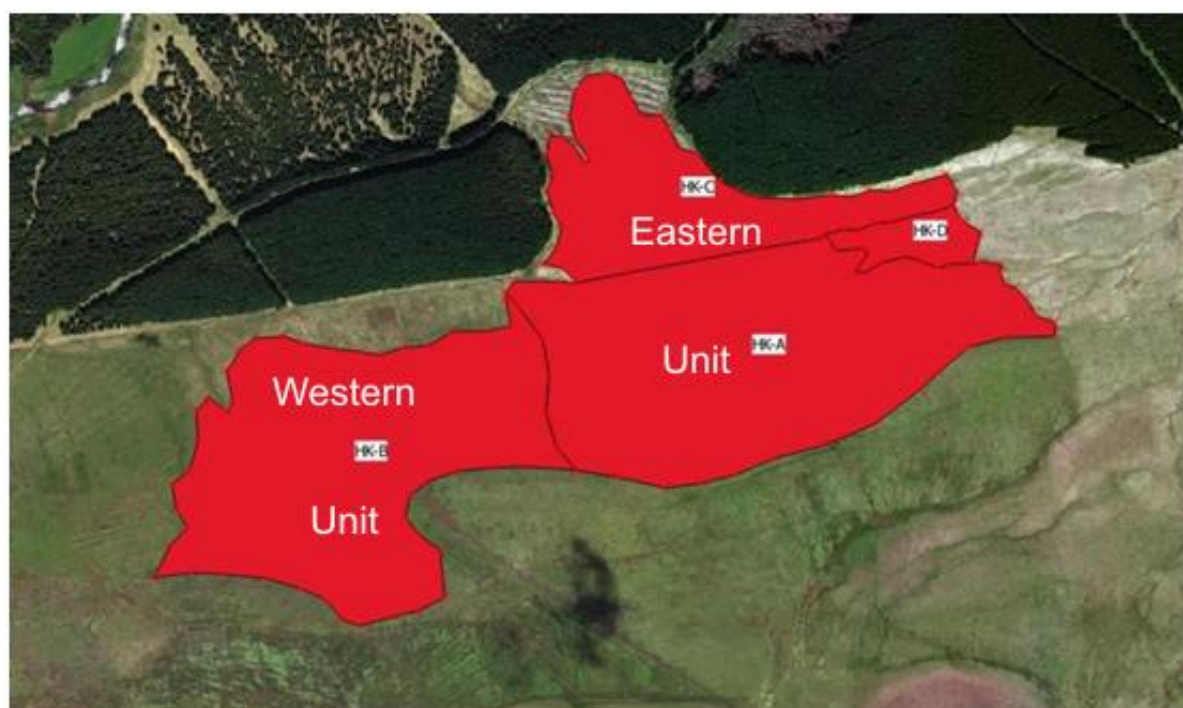 HK-C
Eastern
HK-D
Unit
HK-A
Western
HK-B
Unit